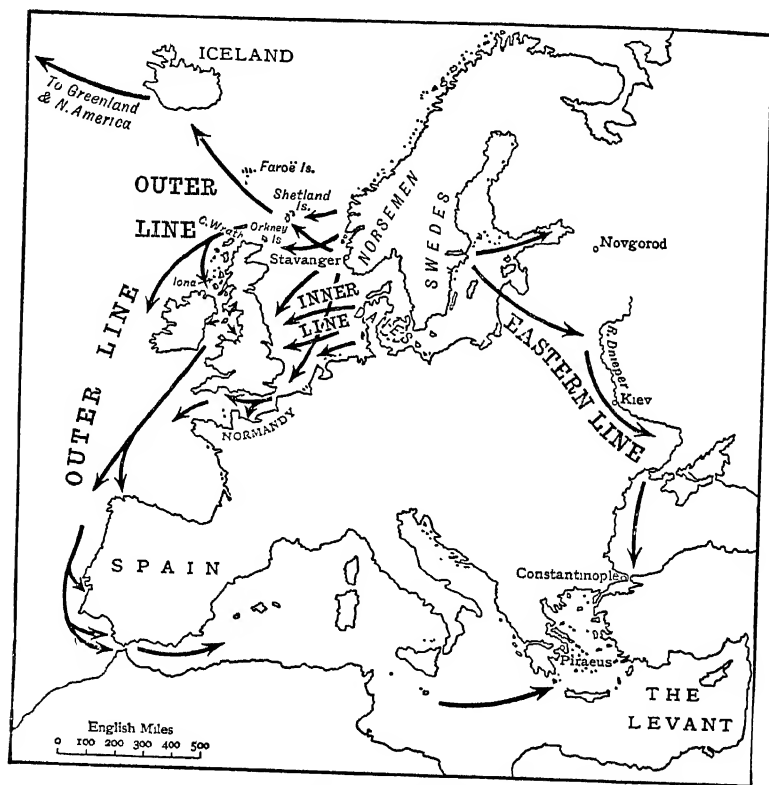 ICELAND
To Greenland
& N. America
Faroë Is.
OUTER
LINE
Shetland
Is.
C. Wrath
Orkney
Is
NORSEMEN
SWEDES
Stavanger
Novgorod
Iona
INNER
LINE
OUTER LINE
EASTERN LINE
R. Dnieper
Kiev
NORMANDY
SPAIN
Constantinople
Piraeus
THE
LEVANT
English Miles
0 100 200 300 400 500